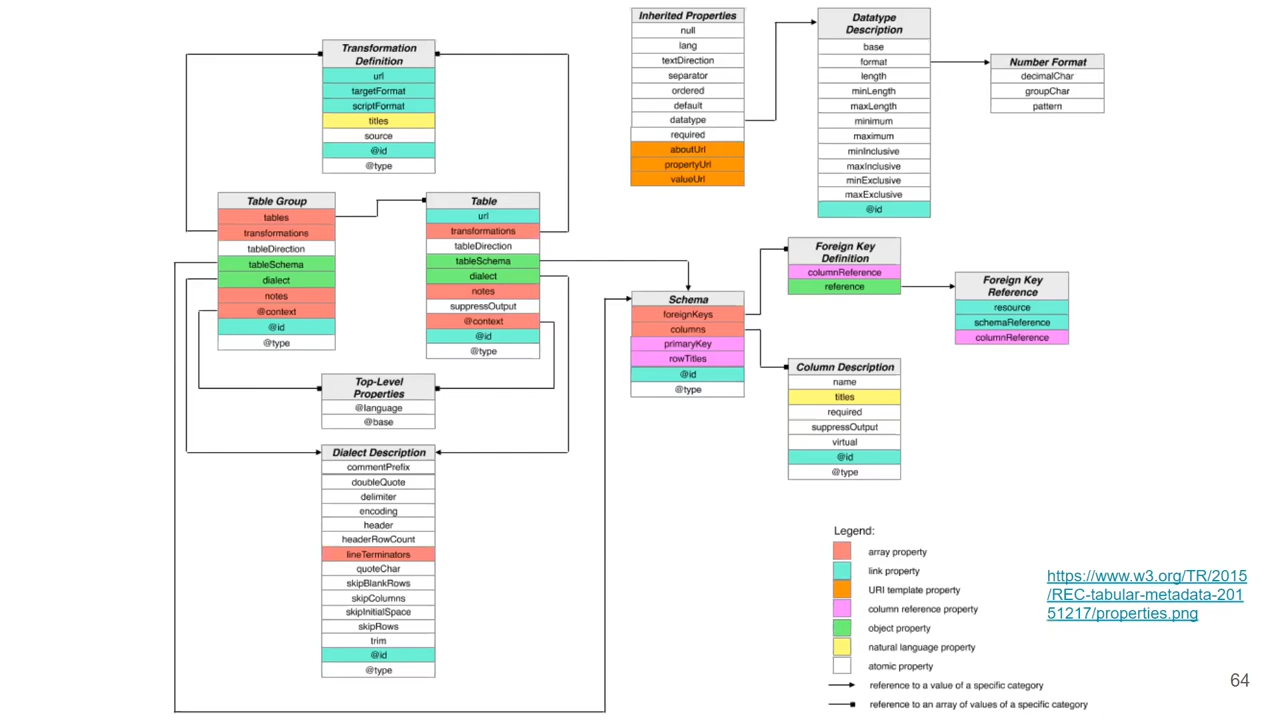 Transformation
Definition
url
targetFormat
scriptFormat
titles
source
@id
@type
Table Group
tables
transformations
tableDirection
tableSchema
dialect
notes
@context
@id
@type
Table
url
transformations
tableDirection
tableSchema
dialect
notes
suppressOutput
@context
@id
@type
Top-Level
Properties
@language
@base
Dialect Description
commentPrefix
doubleQuote
delimiter
encoding
header
headerRowCount
lineTerminators
quoteChar
skipBlankRows
skipColumns
skipInitialSpace
skipRows
trim
@id
@type
Inherited Properties
null
lang
textDirection
separator
ordered
default
datatype
required
aboutUrl
propertyUrl
valueUrl
Datatype
Description
base
format
length
minLength
maxLength
minimum
maximum
minInclusive
maxInclusive
minExclusive
maxExclusive
@id
Number Format
decimalChar
groupChar
pattern
Schema
foreignKeys
columns
primaryKey
rowTitles
@id
@type
Foreign Key
Definition
columnReference
reference
Foreign Key
Reference
resource
schemaReference
columnReference
Column Description
name
titles
required
suppressOutput
virtual
@id
@type
Legend:
array property
link property
URI template property
column reference property
object property
natural language property
atomic property
reference to a value of a specific category
reference to an array of values of a specific category
https://www.w3.org/TR/2015
/REC-tabular-metadata-201
51217/properties.png
64